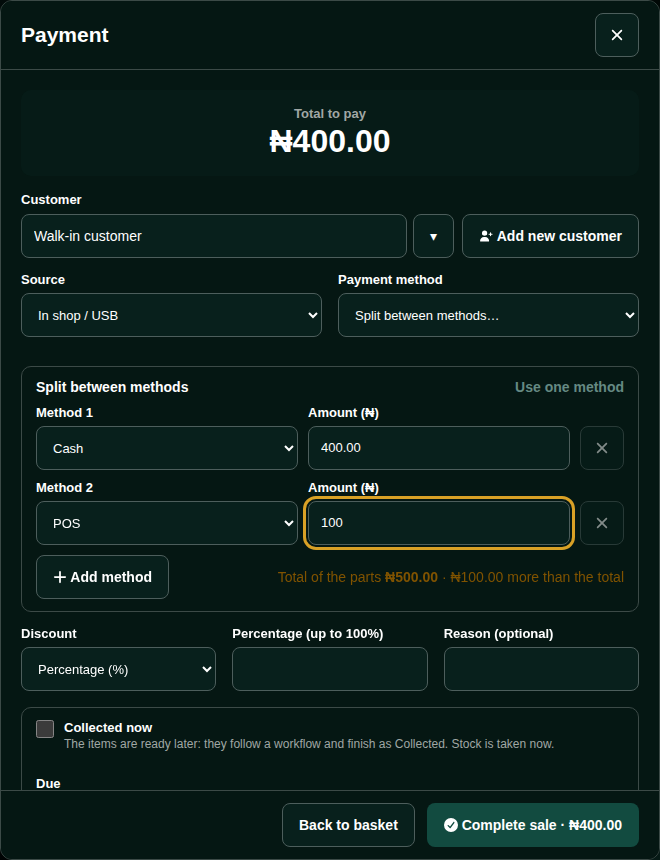 Payment
Total to pay
₦400.00
Customer
Walk-in customer
Add new customer
Source
Payment method
In shop / USB
Split between methods…
Split between methods
Use one method
Method 1
Amount (₦)
Cash
400.00
Method 2
Amount (₦)
POS
100
Add method
Total of the parts ₦500.00 · ₦100.00 more than the total
Discount
Percentage (up to 100%)
Reason (optional)
Percentage (%)
Collected now
The items are ready later: they follow a workflow and finish as Collected. Stock is taken now.
Due
Back to basket
Complete sale · ₦400.00